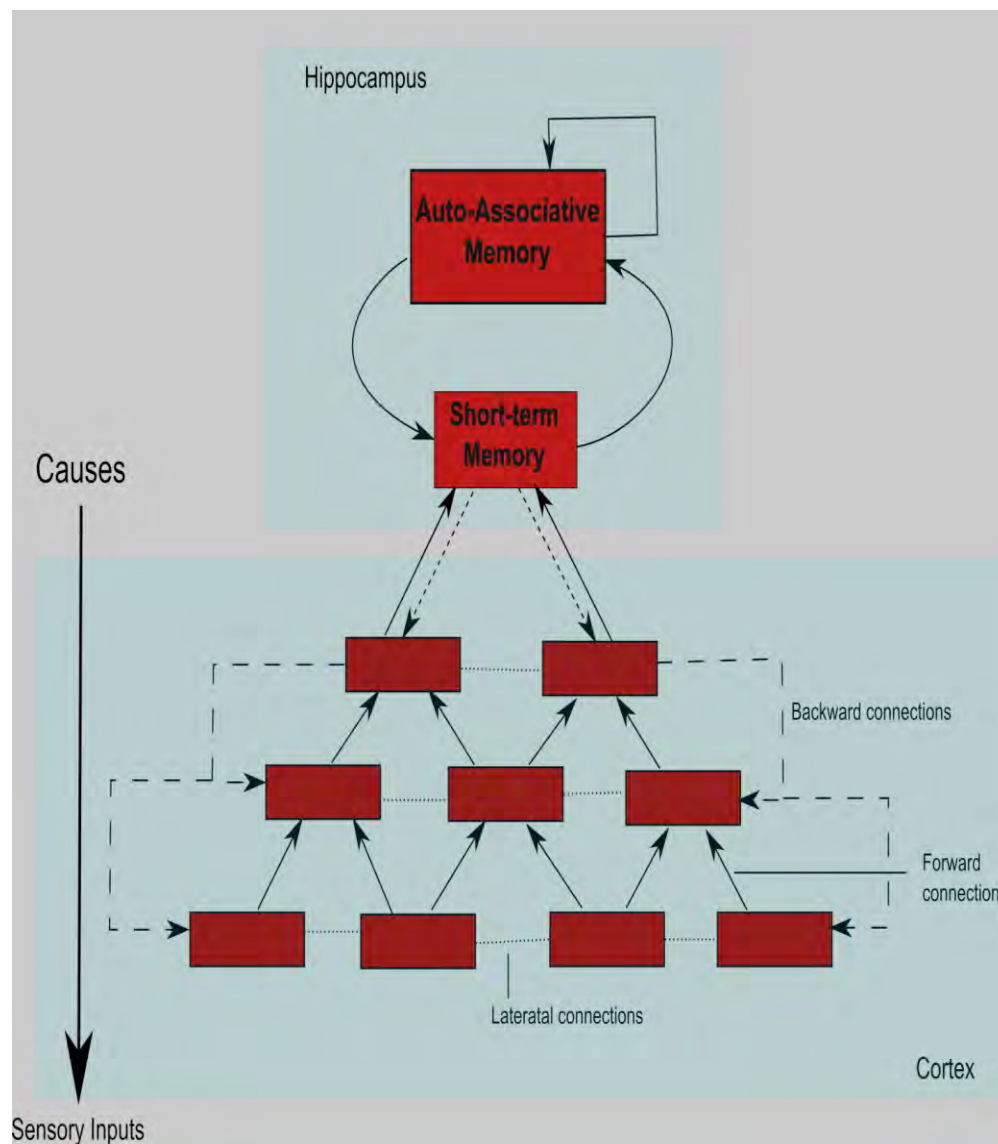 Hippocampus
Auto-Associative
Memory
Short-term
Memory
Causes
Backward connections
Forward
connection
Lateratal connections
Cortex
Sensory Inputs